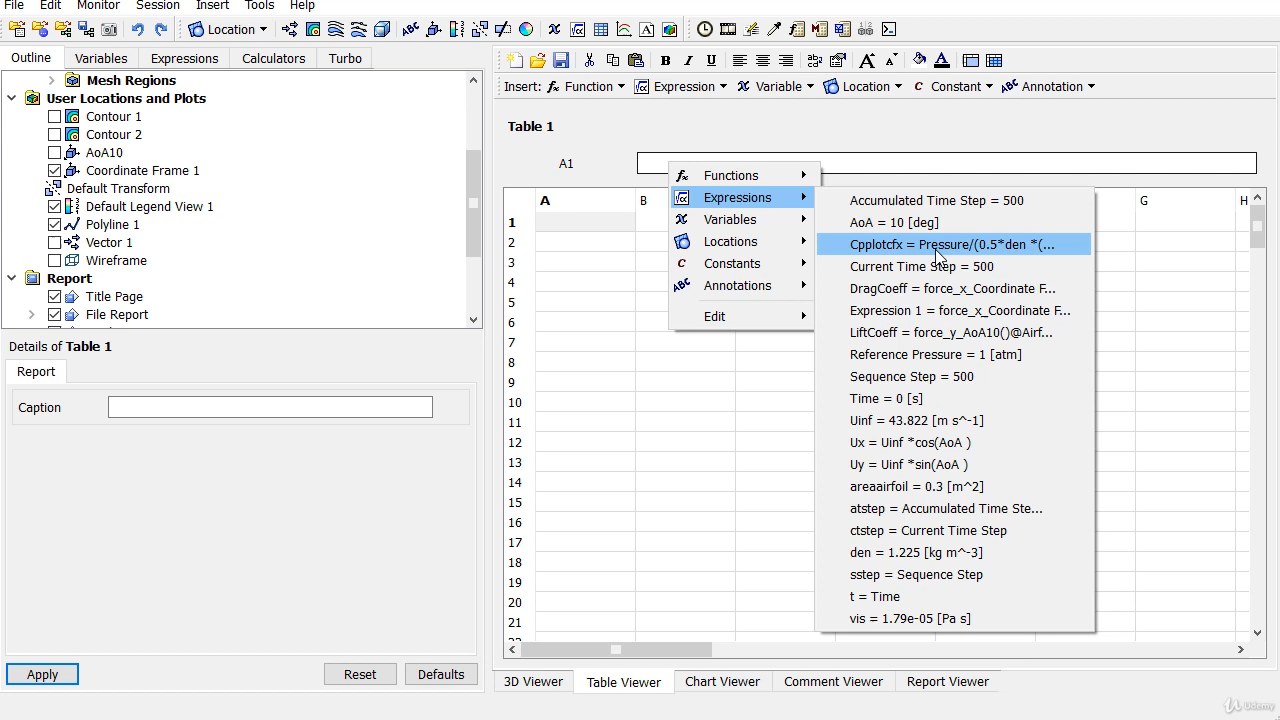 File Edit Monitor Session Insert Tools Help
Location
Outline Variables Expressions Calculators Turbo
Mesh Regions
User Locations and Plots
Contour 1
Contour 2
AoA10
Coordinate Frame 1
Default Transform
Default Legend View 1
Polyline 1
Vector 1
Wireframe
Report
Title Page
File Report
Details of Table 1
Report
Caption
Apply Reset Defaults
B I U
Insert: Function Expression Variable Location Constant Annotation
Table 1
A1
A B G H
1
2
3
4
5
6
7
8
9
10
11
12
13
14
15
16
17
18
19
20
21
Functions
Expressions
Variables
Locations
Constants
Annotations
Edit
Accumulated Time Step = 500
AoA = 10 [deg]
Cpplotcfx = Pressure/(0.5*den *(...
Current Time Step = 500
DragCoeff = force_x_Coordinate F...
Expression 1 = force_x_Coordinate F...
LiftCoeff = force_y_AoA10()@Airf...
Reference Pressure = 1 [atm]
Sequence Step = 500
Time = 0 [s]
Uinf = 43.822 [m s^-1]
Ux = Uinf *cos(AoA )
Uy = Uinf *sin(AoA )
areaairfoil = 0.3 [m^2]
atstep = Accumulated Time Ste...
ctstep = Current Time Step
den = 1.225 [kg m^-3]
sstep = Sequence Step
t = Time
vis = 1.79e-05 [Pa s]
3D Viewer Table Viewer Chart Viewer Comment Viewer Report Viewer
Udemy